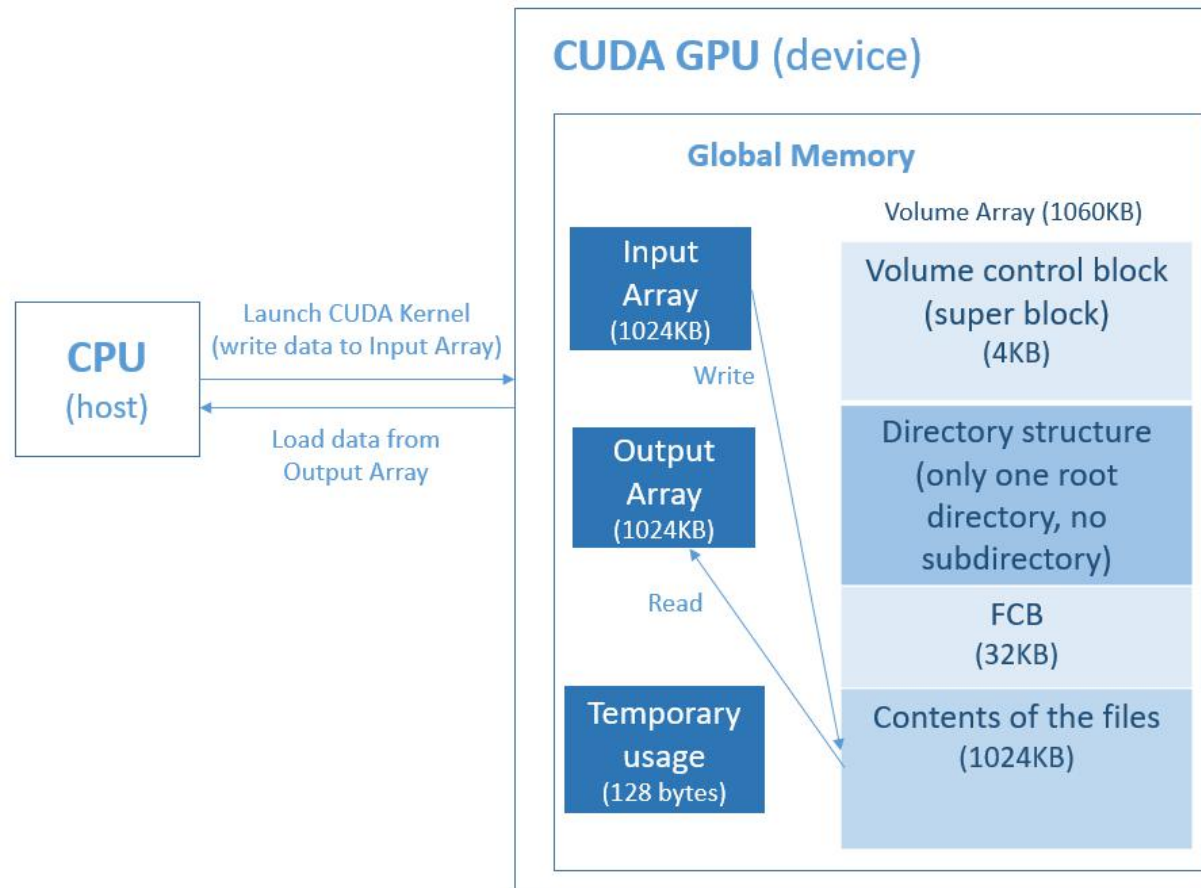 CUDA GPU (device)
Global Memory
Volume Array (1060KB)
Input
Array
(1024KB)
Volume control block
(super block)
(4KB)
Launch CUDA Kernel
(write data to Input Array)
CPU
(host)
Write
Load data from
Output Array
Output
Array
(1024KB)
Directory structure
(only one root
directory, no
subdirectory)
Read
FCB
(32KB)
Temporary
usage
(128 bytes)
Contents of the files
(1024KB)